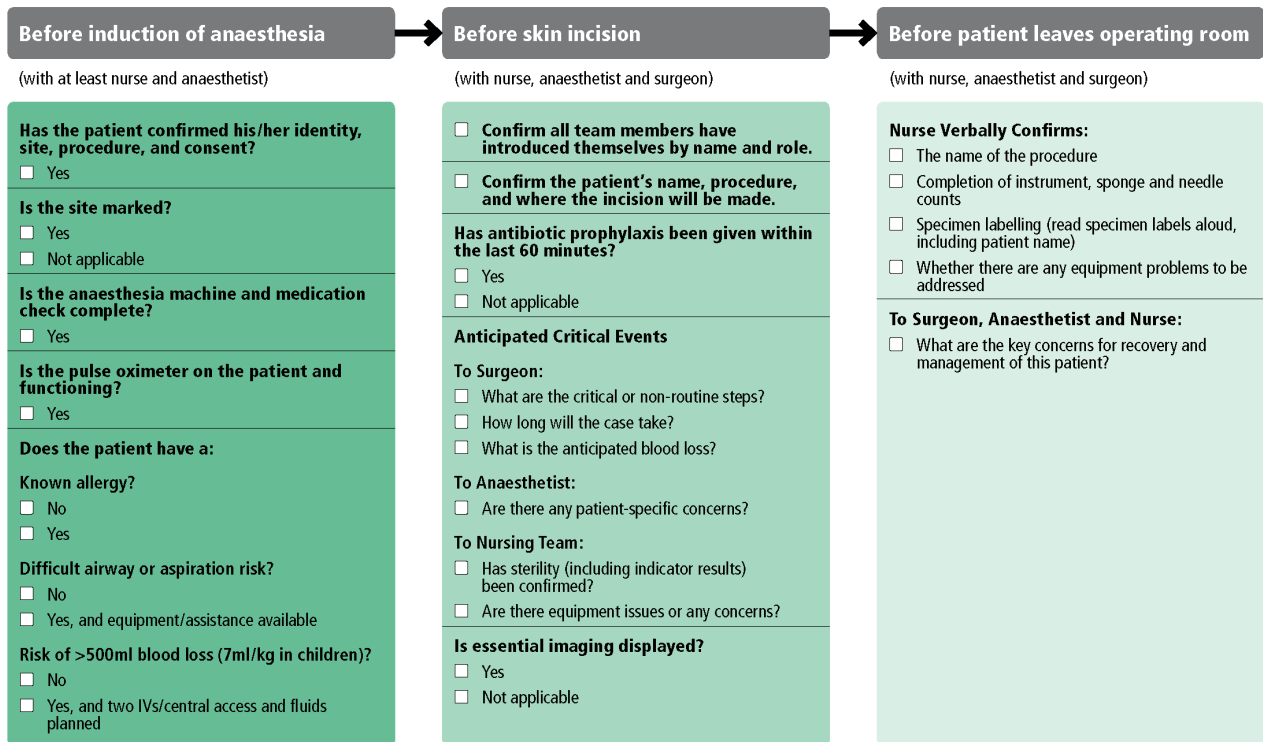 Before induction of anaesthesia
(with at least nurse and anaesthetist)
Has the patient confirmed his/her identity,
site, procedure, and consent?
Yes
Is the site marked?
Yes
Not applicable
Is the anaesthesia machine and medication
check complete?
Yes
Is the pulse oximeter on the patient and
functioning?
Yes
Does the patient have a:
Known allergy?
No
Yes
Difficult airway or aspiration risk?
No
Yes, and equipment/assistance available
Risk of >500ml blood loss (7ml/kg in children)?
No
Yes, and two IVs/central access and fluids
planned
Before skin incision
(with nurse, anaesthetist and surgeon)
Confirm all team members have
introduced themselves by name and role.
Confirm the patient's name, procedure,
and where the incision will be made.
Has antibiotic prophylaxis been given within
the last 60 minutes?
Yes
Not applicable
Anticipated Critical Events
To Surgeon:
What are the critical or non-routine steps?
How long will the case take?
What is the anticipated blood loss?
To Anaesthetist:
Are there any patient-specific concerns?
To Nursing Team:
Has sterility (including indicator results)
been confirmed?
Are there equipment issues or any concerns?
Is essential imaging displayed?
Yes
Not applicable
Before patient leaves operating room
(with nurse, anaesthetist and surgeon)
Nurse Verbally Confirms:
The name of the procedure
Completion of instrument, sponge and needle
counts
Specimen labelling (read specimen labels aloud,
including patient name)
Whether there are any equipment problems to be
addressed
To Surgeon, Anaesthetist and Nurse:
What are the key concerns for recovery and
management of this patient?